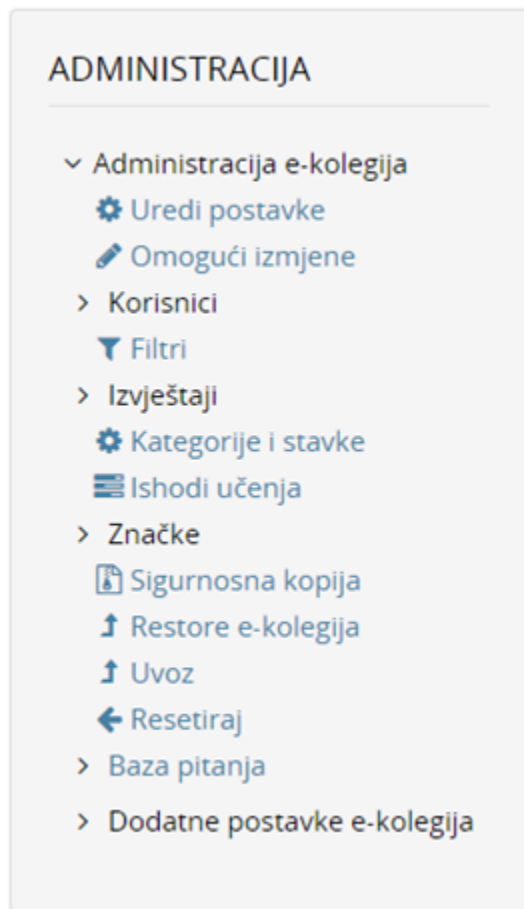 ADMINISTRACIJA
Administracija e-kolegija
Uredi postavke
Omogući izmjene
Korisnici
Filtri
Izvještaji
Kategorije i stavke
Ishodi učenja
Značke
Sigurnosna kopija
Restore e-kolegija
Uvoz
Resetiraj
Baza pitanja
Dodatne postavke e-kolegija